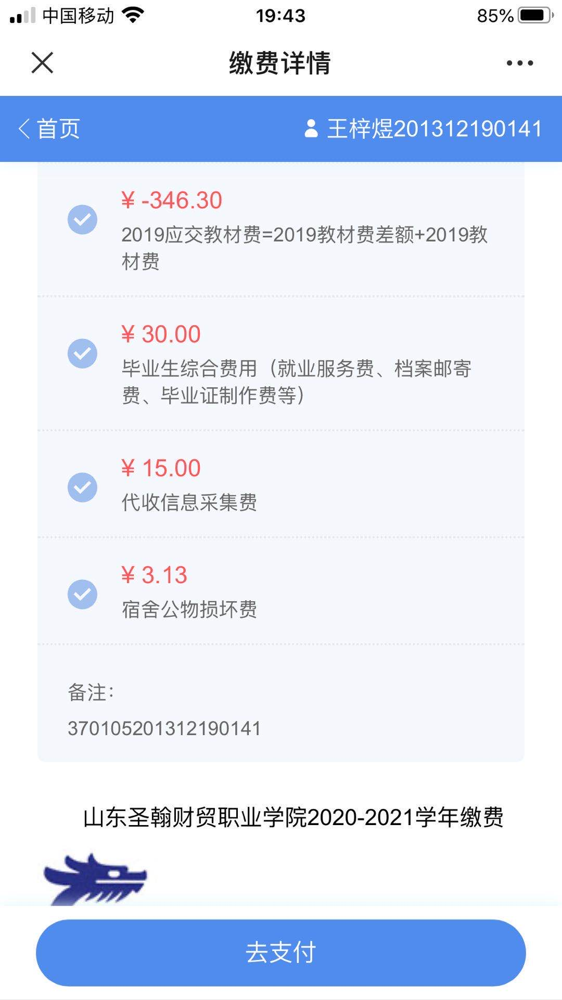 中国移动
19:43
85%
缴费详情
首页
王梓煜201312190141
¥ -346.30
2019应交教材费=2019教材费差额+2019教
材费
¥ 30.00
毕业生综合费用（就业服务费、档案邮寄
费、毕业证制作费等）
¥ 15.00
代收信息采集费
¥ 3.13
宿舍公物损坏费
备注：
370105201312190141
山东圣翰财贸职业学院2020-2021学年缴费
去支付